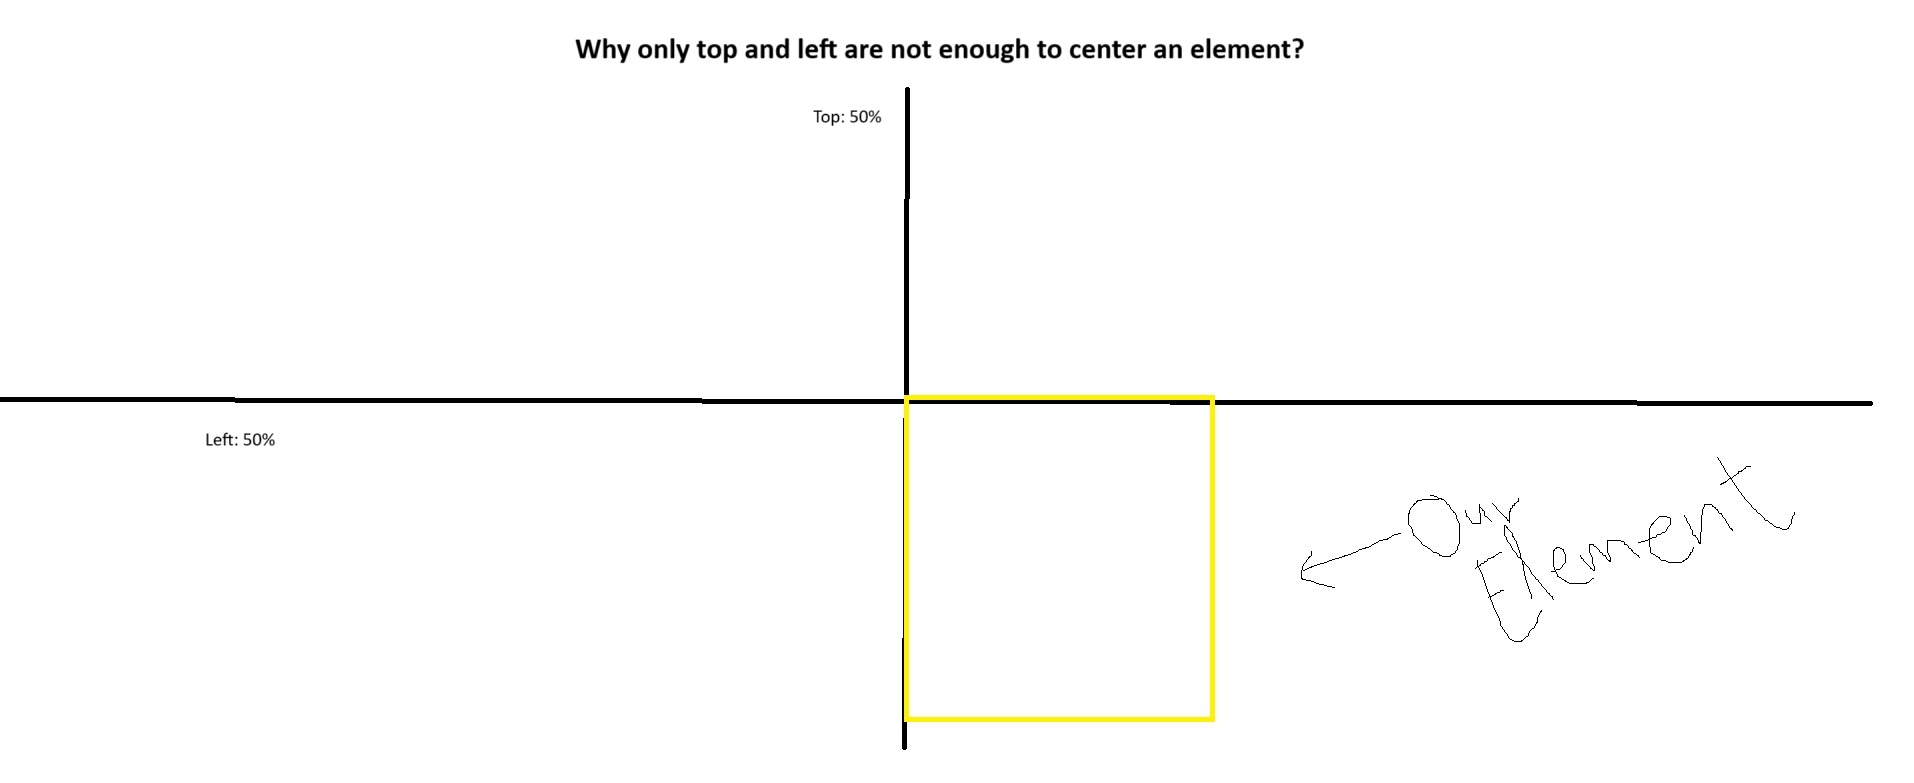 Why only top and left are not enough to center an element?
Top: 50%
Left: 50%
Our
Element